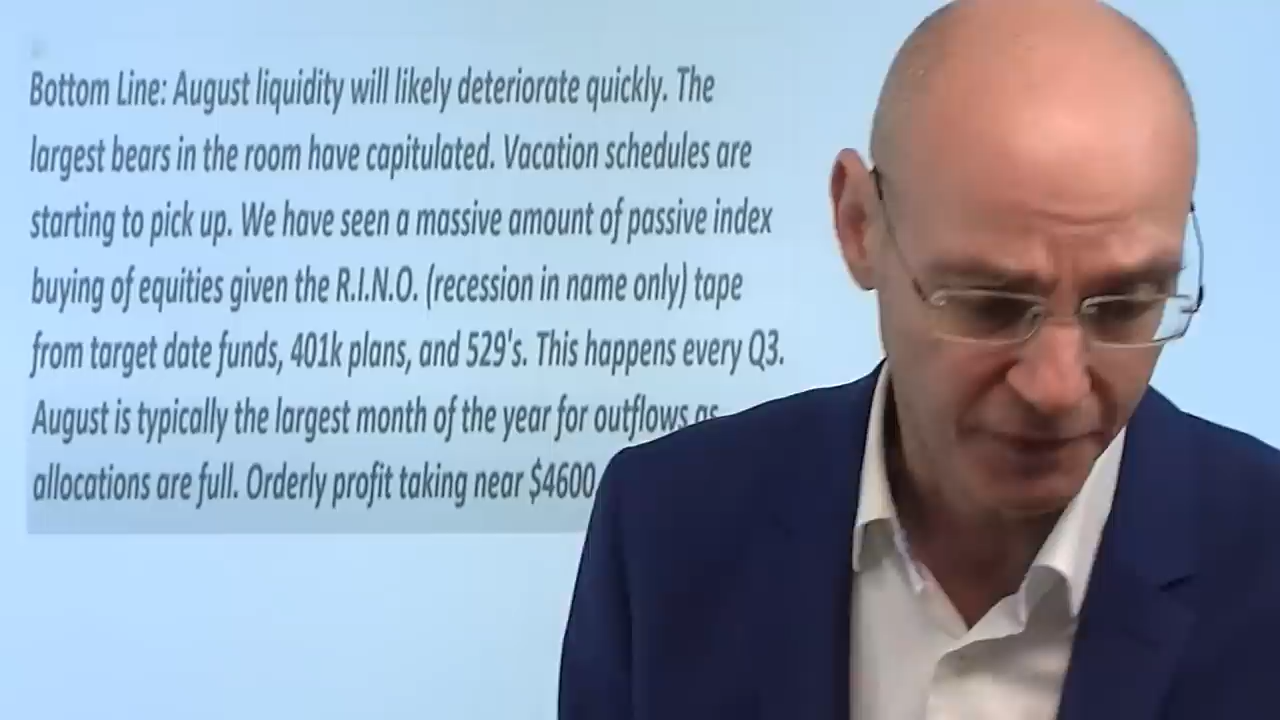 Bottom Line: August liquidity will likely deteriorate quickly. The
largest bears in the room have capitulated. Vacation schedules are
starting to pick up. We have seen a massive amount of passive index
buying of equities given the R.I.N.O. (recession in name only) tape
from target date funds, 401k plans, and 529's. This happens every Q3.
August is typically the largest month of the year for outflows as
allocations are full. Orderly profit taking near $4600